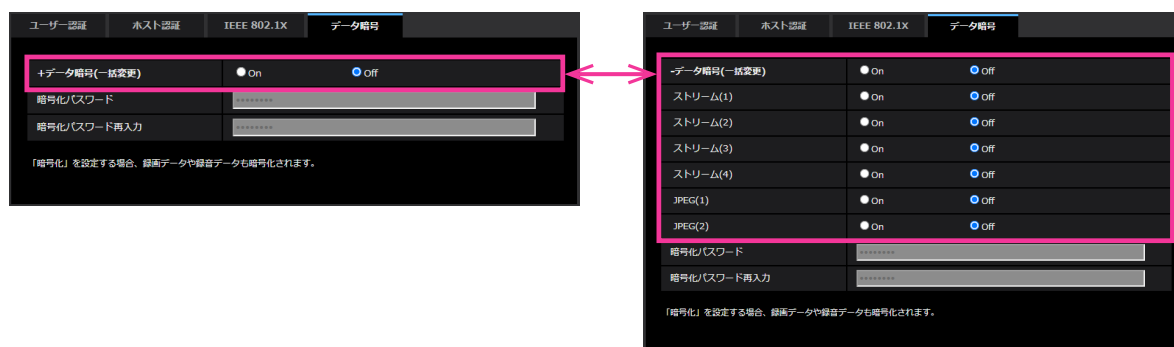 ユーザー認証 ホスト認証 IEEE 802.1X データ暗号
+データ暗号(一括変更) On Off
暗号化パスワード ••••••••
暗号化パスワード再入力 ••••••••
「暗号化」を設定する場合、録画データや録音データも暗号化されます。
ユーザー認証 ホスト認証 IEEE 802.1X データ暗号
-データ暗号(一括変更) On Off
ストリーム(1) On Off
ストリーム(2) On Off
ストリーム(3) On Off
ストリーム(4) On Off
JPEG(1) On Off
JPEG(2) On Off
暗号化パスワード ••••••••
暗号化パスワード再入力 ••••••••
「暗号化」を設定する場合、録画データや録音データも暗号化されます。